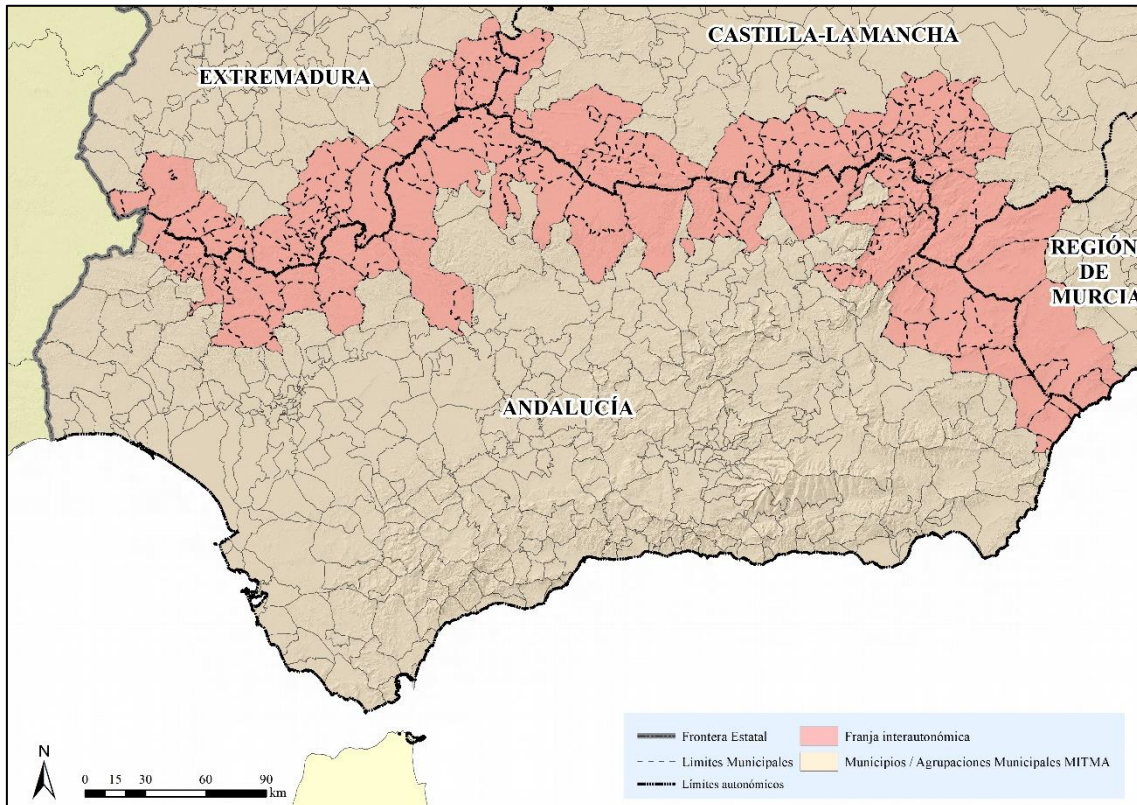 CASTILLA-LA MANCHA
EXTREMADURA
REGIÓN
DE
MURCIA
ANDALUCÍA
N
0 15 30 60 90
km
Frontera Estatal
Límites Municipales
Límites autonómicos
Franja interautonómica
Municipios / Agrupaciones Municipales MITMA